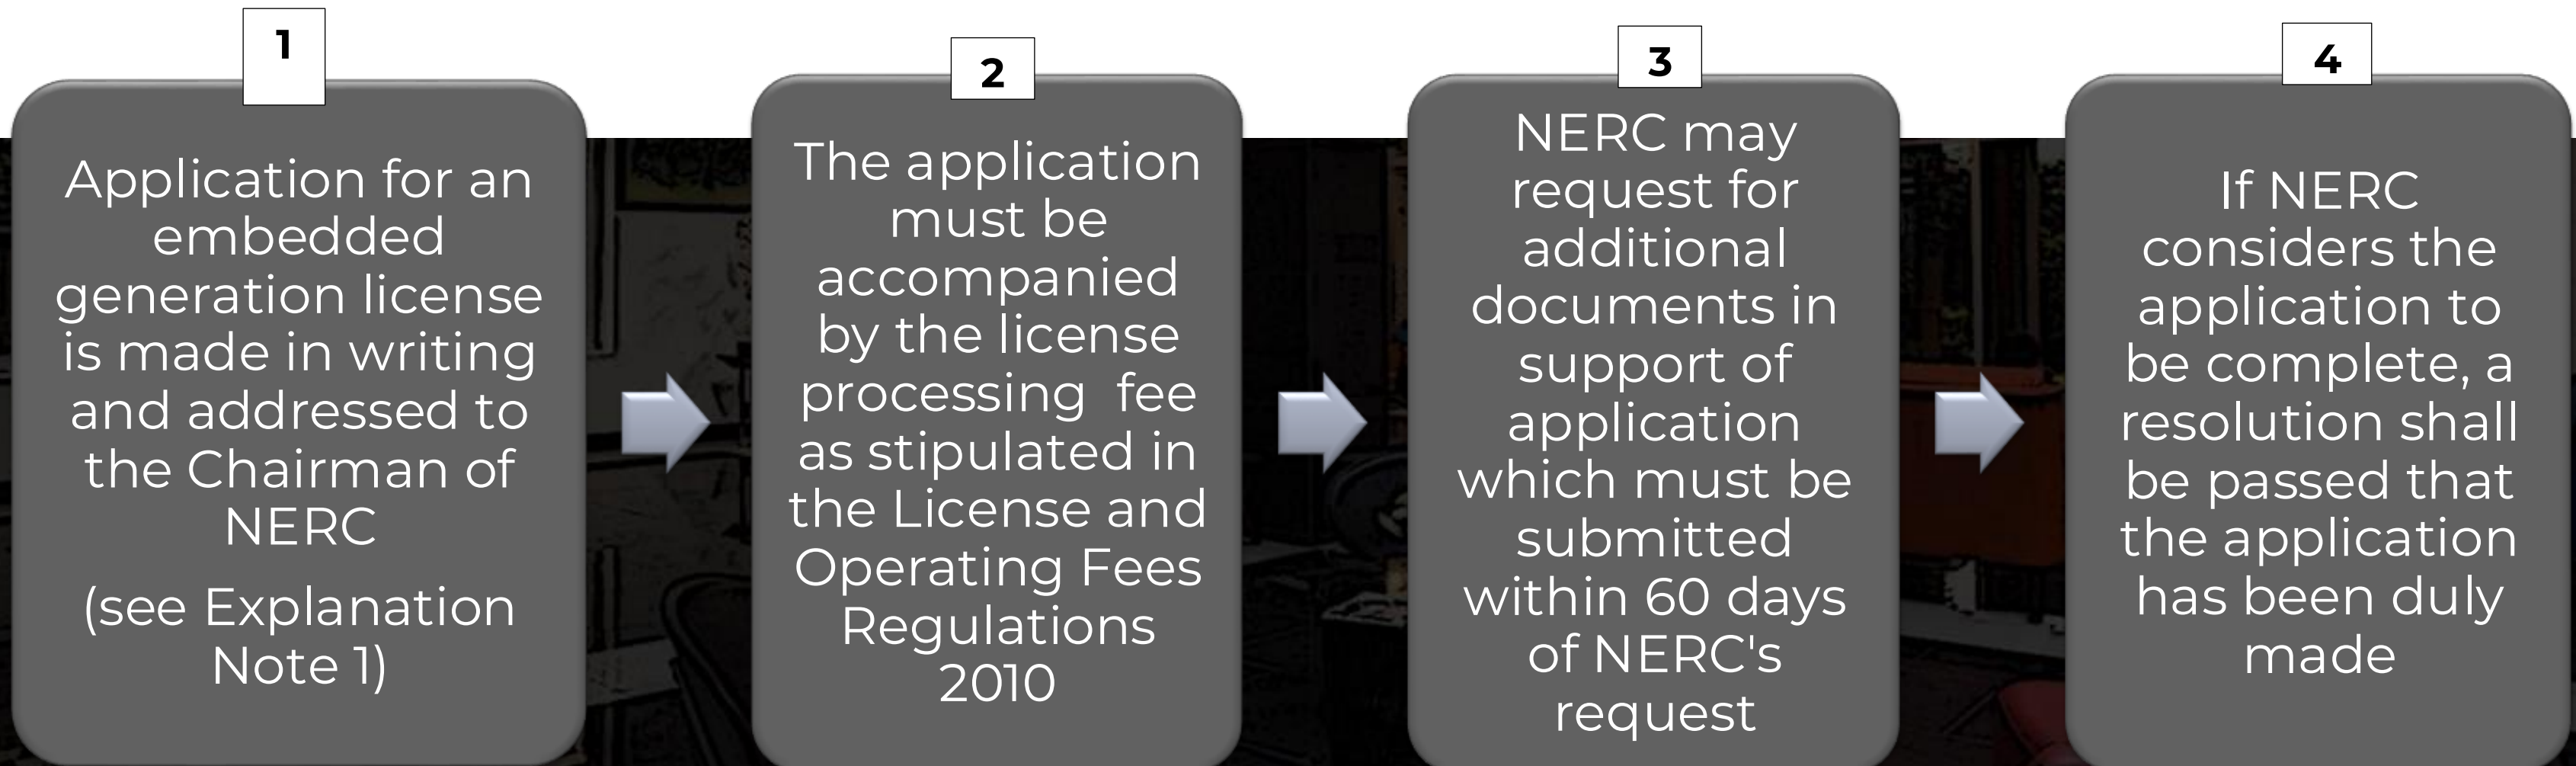 1
Application for an
embedded
generation license
is made in writing
and addressed to
the Chairman of
NERC
(see Explanation
Note 1)
2
The application
must be
accompanied
by the license
processing  fee
as stipulated in
the License and
Operating Fees
Regulations
2010
3
NERC may
request for
additional
documents in
support of
application
which must be
submitted
within 60 days
of NERC's
request
4
If NERC
considers the
application to
be complete, a
resolution shall
be passed that
the application
has been duly
made